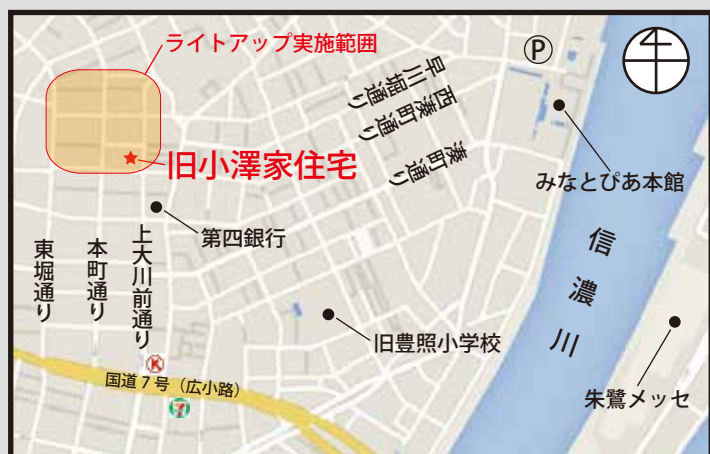 ライトアップ実施範囲
旧小澤家住宅
早川堀通り
西湊町通り
湊町通り
P
みなとぴあ本館
第四銀行
信濃川
東堀通り
本町通り
上大川前通り
旧豊照小学校
朱鷺メッセ
K
国道7号（広小路）
7